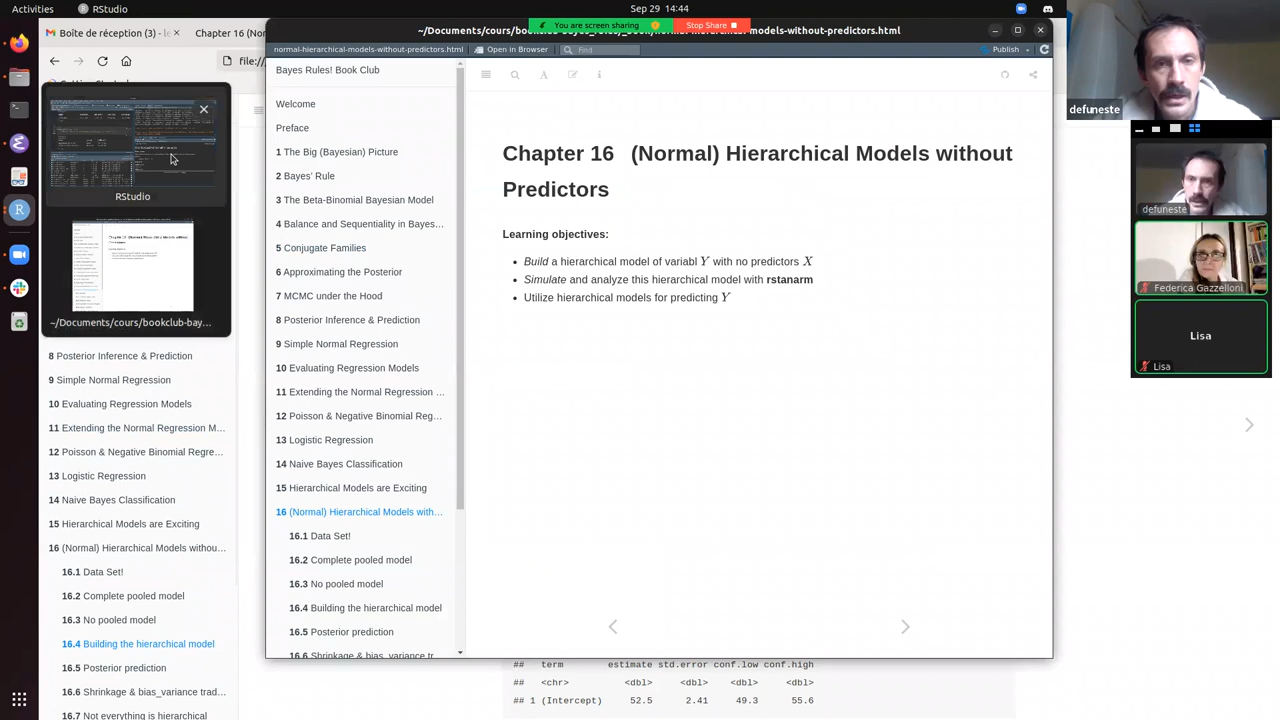 Activities
RStudio
Sep 29 14:44
defuneste
Boîte de réception (3) - le
Chapter 16 (No
file:/
~/Documents/cours/bookclub-bay...
RStudio
8 Posterior Inference & Prediction
9 Simple Normal Regression
10 Evaluating Regression Models
11 Extending the Normal Regression M...
12 Poisson & Negative Binomial Regre...
13 Logistic Regression
14 Naive Bayes Classification
15 Hierarchical Models are Exciting
16 (Normal) Hierarchical Models withou...
16.1 Data Set!
16.2 Complete pooled model
16.3 No pooled model
16.4 Building the hierarchical model
16.5 Posterior prediction
16.6 Shrinkage & bias_variance trad...
16.7 Not everything is hierarchical
You are screen sharing
Stop Share
models-without-predictors.html
normal-hierarchical-models-without-predictors.html
Open in Browser
Find
Publish
Bayes Rules! Book Club
Welcome
Preface
1 The Big (Bayesian) Picture
2 Bayes' Rule
3 The Beta-Binomial Bayesian Model
4 Balance and Sequentiality in Bayes...
5 Conjugate Families
6 Approximating the Posterior
7 MCMC under the Hood
8 Posterior Inference & Prediction
9 Simple Normal Regression
10 Evaluating Regression Models
11 Extending the Normal Regression ...
12 Poisson & Negative Binomial Reg...
13 Logistic Regression
14 Naive Bayes Classification
15 Hierarchical Models are Exciting
16 (Normal) Hierarchical Models with...
16.1 Data Set!
16.2 Complete pooled model
16.3 No pooled model
16.4 Building the hierarchical model
16.5 Posterior prediction
16.6 Shrinkage & bias_variance tr...
Chapter 16 (Normal) Hierarchical Models without
Predictors
Learning objectives:
• Build a hierarchical model of variabl Y with no predictors X
• Simulate and analyze this hierarchical model with rstanarm
• Utilize hierarchical models for predicting Y
## term estimate std.error conf.low conf.high
## <chr> <dbl> <dbl> <dbl> <dbl>
## 1 (Intercept) 52.5 2.41 49.3 55.6
defuneste
Federica Gazzelloni
Lisa
Lisa